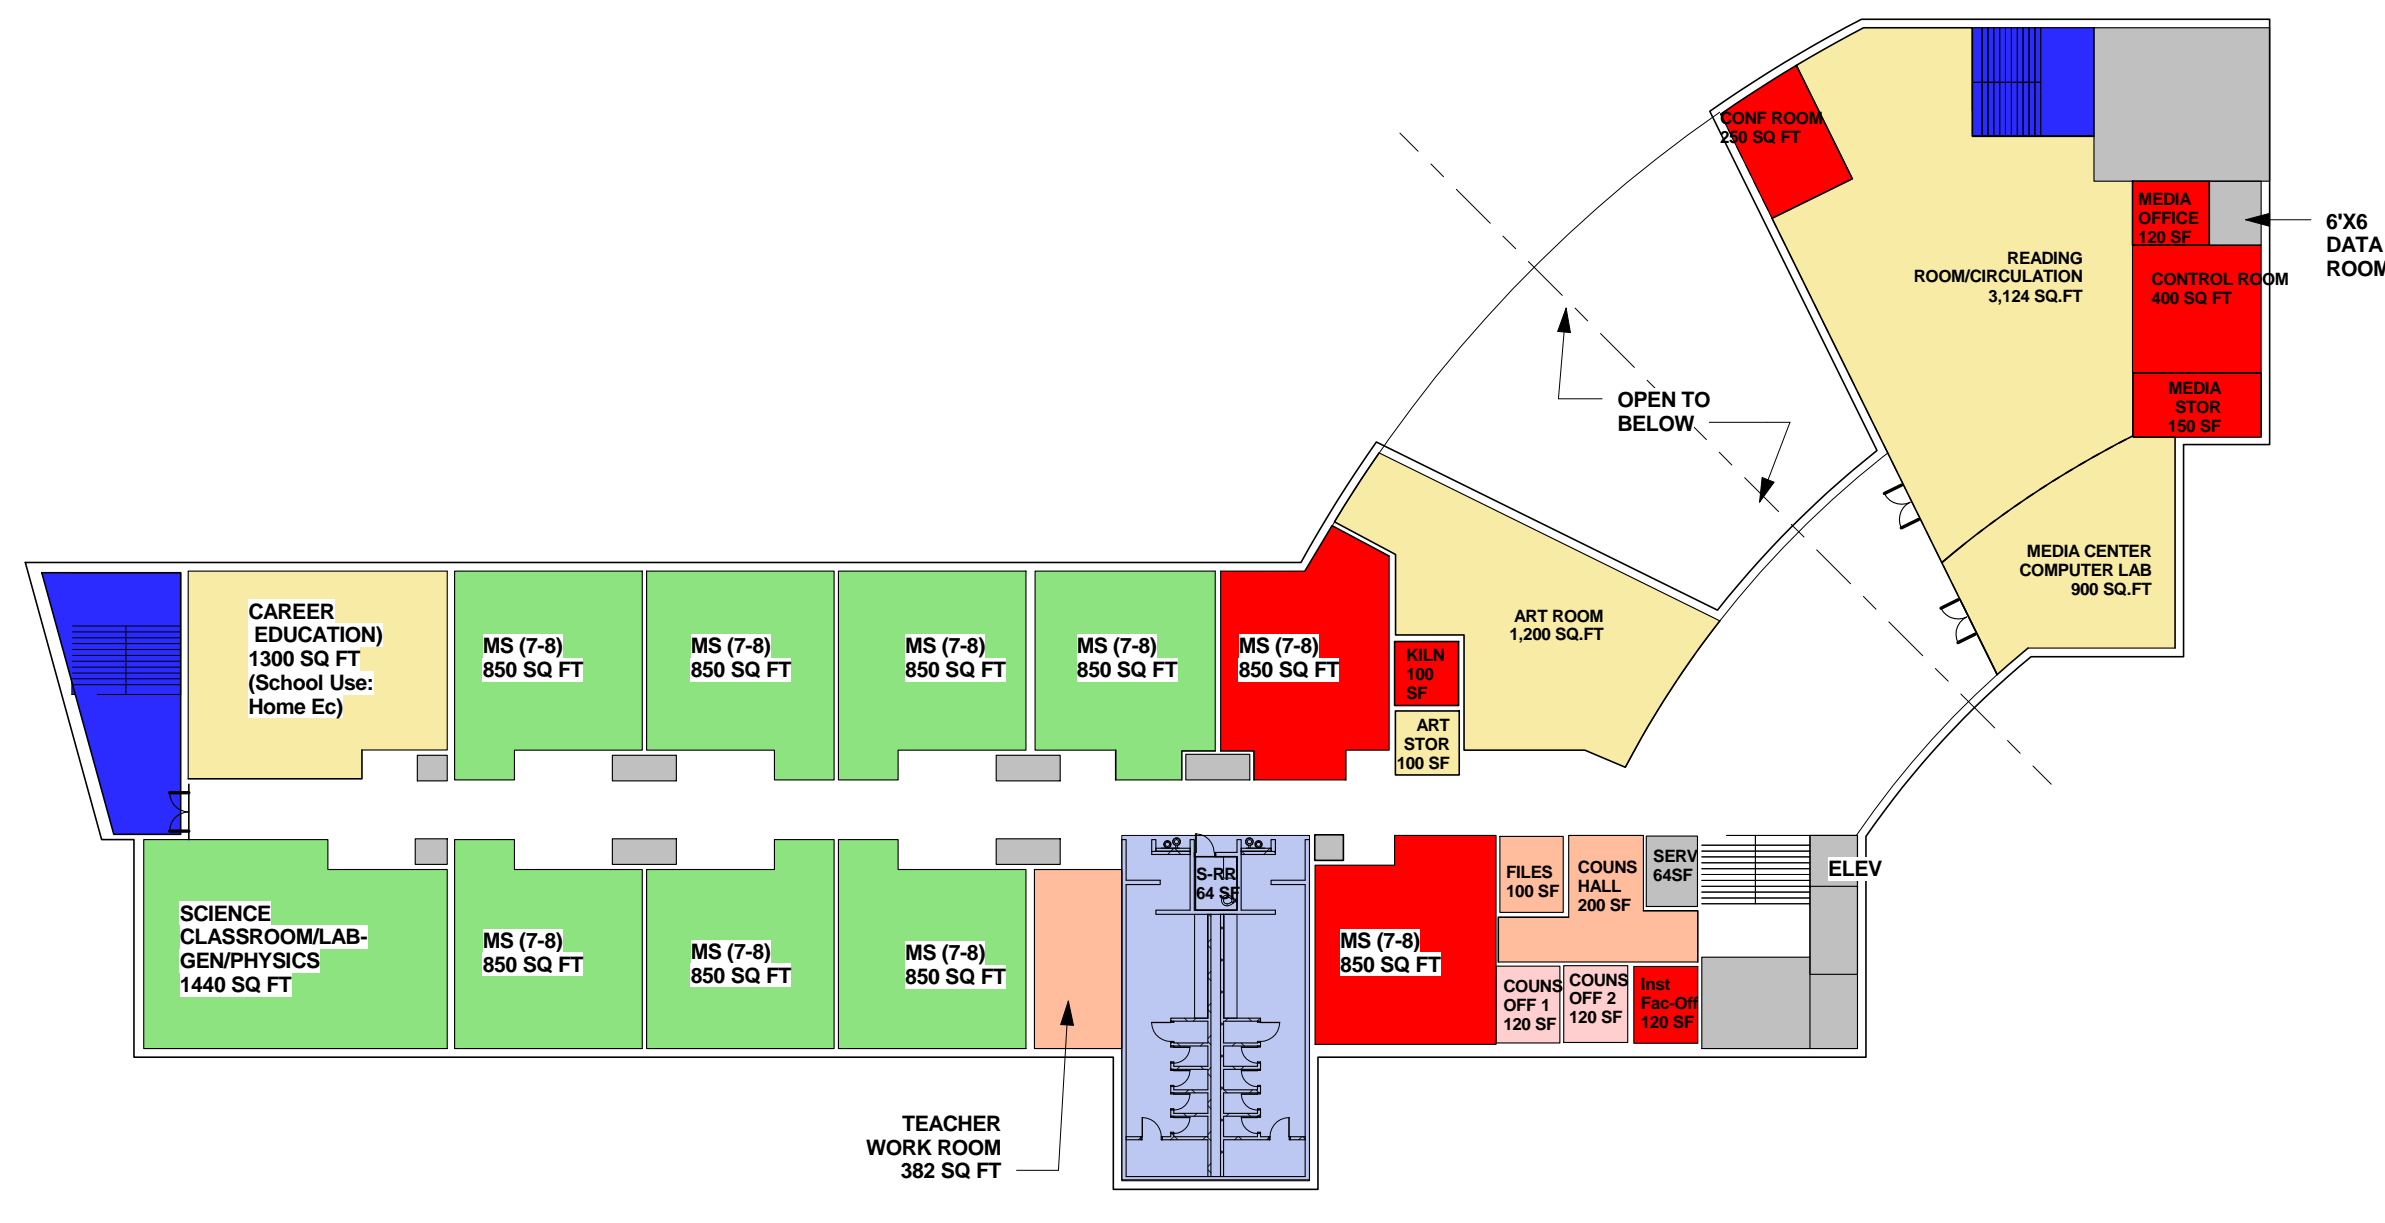 CONF ROOM
250 SQ FT
MEDIA
OFFICE
120 SF
6'X6
DATA
ROOM
READING
ROOM/CIRCULATION
3,124 SQ.FT
CONTROL ROOM
400 SQ FT
MEDIA
STOR
150 SF
OPEN TO
BELOW
MEDIA CENTER
COMPUTER LAB
900 SQ.FT
ART ROOM
1,200 SQ.FT
CAREER
EDUCATION)
1300 SQ FT
(School Use:
Home Ec)
MS (7-8)
850 SQ FT
MS (7-8)
850 SQ FT
MS (7-8)
850 SQ FT
MS (7-8)
850 SQ FT
MS (7-8)
850 SQ FT
KILN
100
SF
ART
STOR
100 SF
SCIENCE
CLASSROOM/LAB-
GEN/PHYSICS
1440 SQ FT
MS (7-8)
850 SQ FT
MS (7-8)
850 SQ FT
MS (7-8)
850 SQ FT
S-RR
64 SF
MS (7-8)
850 SQ FT
FILES
100 SF
COUNS
HALL
200 SF
SERV
64SF
ELEV
COUNS
OFF 1
120 SF
COUNS
OFF 2
120 SF
Inst
Fac-Off
120 SF
TEACHER
WORK ROOM
382 SQ FT